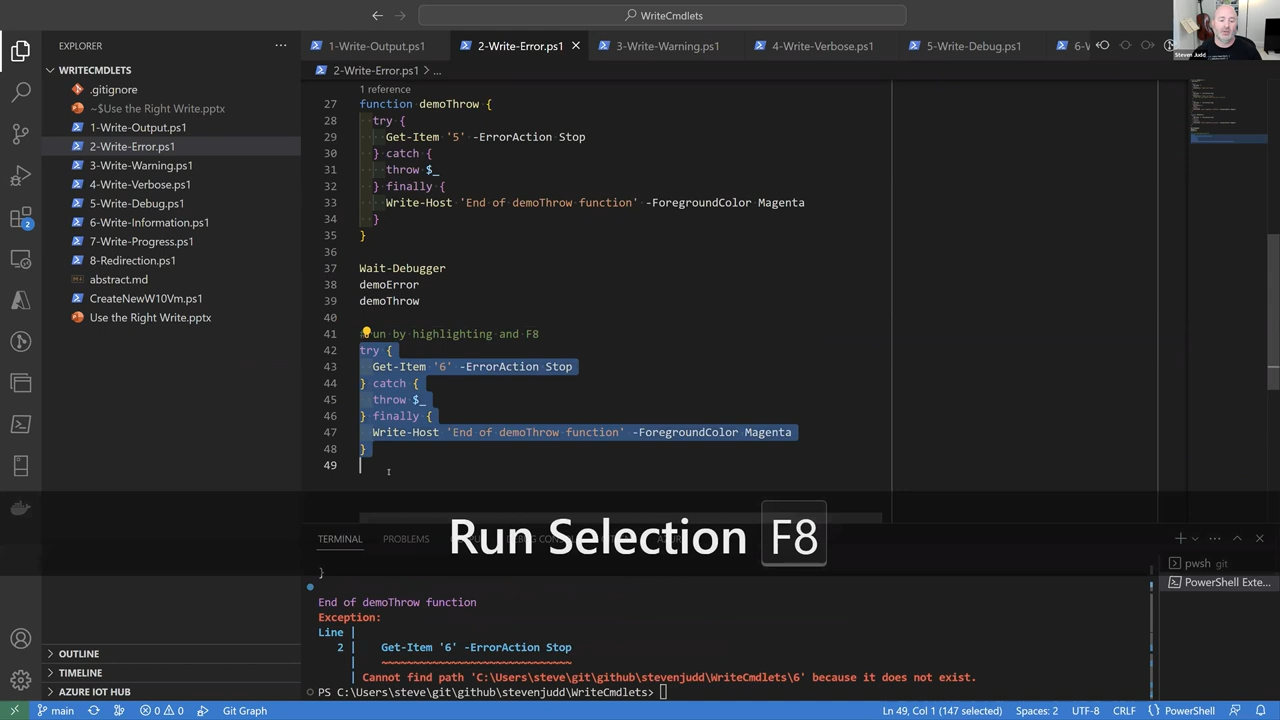 WriteCmdlets
Steven Judd
EXPLORER
WRITECMDLETS
.gitignore
~$Use the Right Write.pptx
1-Write-Output.ps1
2-Write-Error.ps1
3-Write-Warning.ps1
4-Write-Verbose.ps1
5-Write-Debug.ps1
6-Write-Information.ps1
7-Write-Progress.ps1
8-Redirection.ps1
abstract.md
CreateNewW10Vm.ps1
Use the Right Write.pptx
2
OUTLINE
TIMELINE
AZURE IOT HUB
1-Write-Output.ps1
2-Write-Error.ps1
3-Write-Warning.ps1
4-Write-Verbose.ps1
5-Write-Debug.ps1
6-W
2-Write-Error.ps1 > ...
1 reference
27 function demoThrow {
28 try {
29 Get-Item '5' -ErrorAction Stop
30 } catch {
31 throw $_
32 } finally {
33 Write-Host 'End of demoThrow function' -ForegroundColor Magenta
34 }
35 }
36
37 Wait-Debugger
38 demoError
39 demoThrow
40
41 un by highlighting and F8
42 try {
43 Get-Item '6' -ErrorAction Stop
44 } catch {
45 throw $_
46 } finally {
47 Write-Host 'End of demoThrow function' -ForegroundColor Magenta
48 }
49
Run Selection F8
TERMINAL PROBLEMS
}
End of demoThrow function
Exception:
Line |
2 | Get-Item '6' -ErrorAction Stop
| ~~~~~~~~~~~~~~~~~~~~~~~~~~~~~~
| Cannot find path 'C:\Users\steve\git\github\stevenjudd\WriteCmdlets\6' because it does not exist.
PS C:\Users\steve\git\github\stevenjudd\WriteCmdlets>
pwsh git
PowerShell Exte...
main 0 0 Git Graph Ln 49, Col 1 (147 selected) Spaces: 2 UTF-8 CRLF {} PowerShell